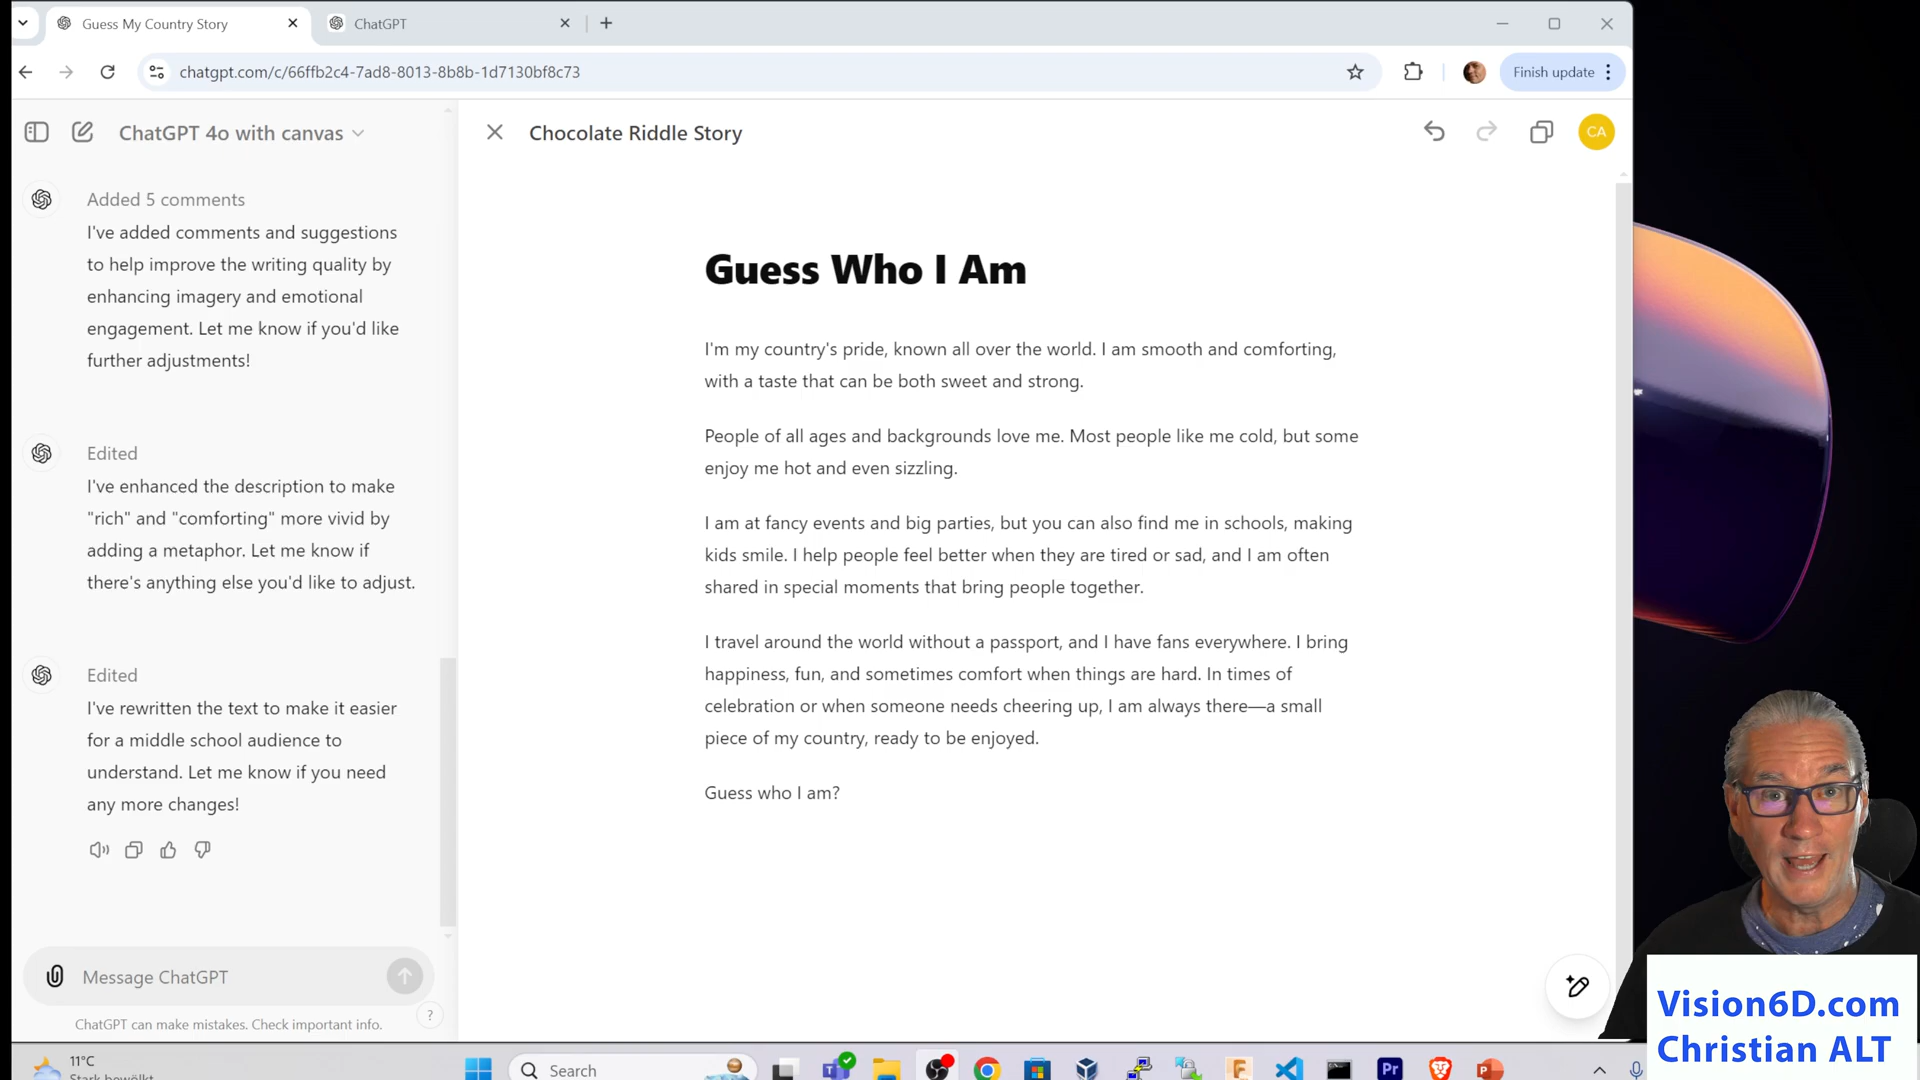 Guess My Country Story
ChatGPT
chatgpt.com/c/66ffb2c4-7ad8-8013-8b8b-1d7130bf8c73
Finish update
ChatGPT 4o with canvas
Chocolate Riddle Story
CA
Added 5 comments
I've added comments and suggestions
to help improve the writing quality by
enhancing imagery and emotional
engagement. Let me know if you'd like
further adjustments!
Edited
I've enhanced the description to make
"rich" and "comforting" more vivid by
adding a metaphor. Let me know if
there's anything else you'd like to adjust.
Edited
I've rewritten the text to make it easier
for a middle school audience to
understand. Let me know if you need
any more changes!
Message ChatGPT
ChatGPT can make mistakes. Check important info.
?
Guess Who I Am
I'm my country's pride, known all over the world. I am smooth and comforting,
with a taste that can be both sweet and strong.
People of all ages and backgrounds love me. Most people like me cold, but some
enjoy me hot and even sizzling.
I am at fancy events and big parties, but you can also find me in schools, making
kids smile. I help people feel better when they are tired or sad, and I am often
shared in special moments that bring people together.
I travel around the world without a passport, and I have fans everywhere. I bring
happiness, fun, and sometimes comfort when things are hard. In times of
celebration or when someone needs cheering up, I am always there—a small
piece of my country, ready to be enjoyed.
Guess who I am?
Vision6D.com
Christian ALT
11°C
Stark bewölkt
Search
Pr